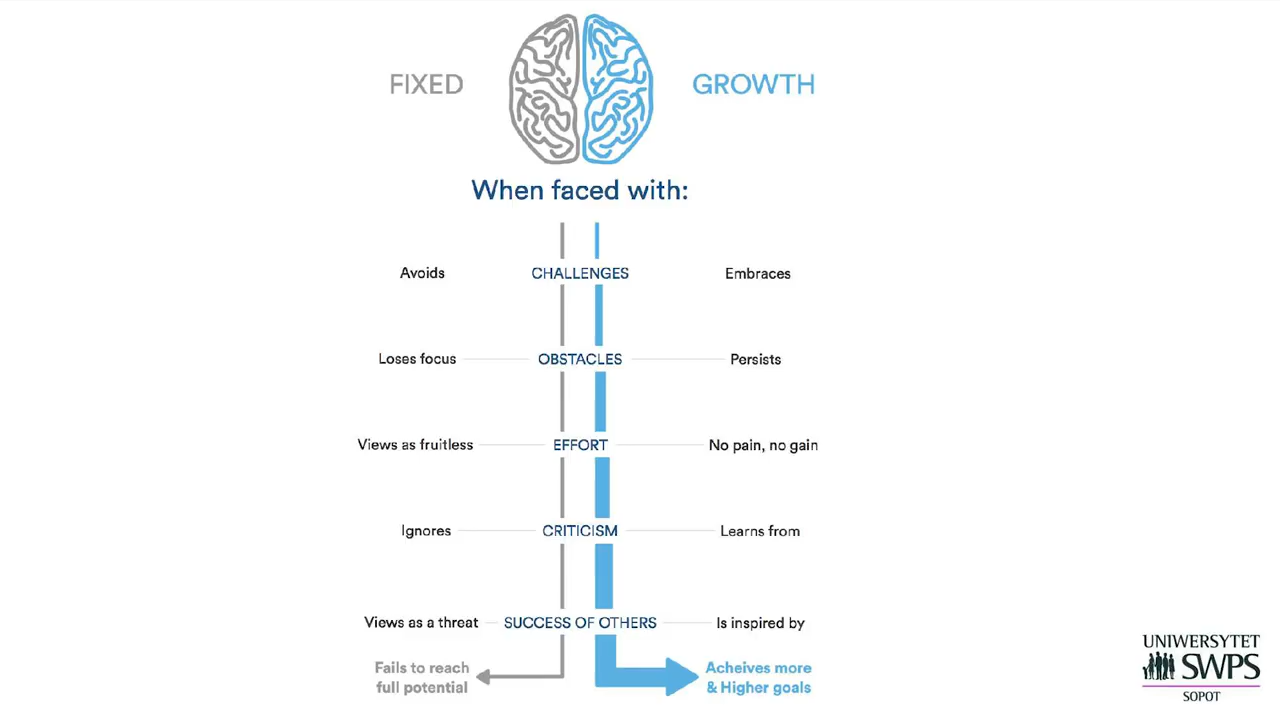 FIXED
GROWTH
When faced with:
Avoids CHALLENGES Embraces
Loses focus OBSTACLES Persists
Views as fruitless EFFORT No pain, no gain
Ignores CRITICISM Learns from
Views as a threat SUCCESS OF OTHERS Is inspired by
Fails to reach
full potential
Acheives more
& Higher goals
UNIWERSYTET
SWPS
SOPOT